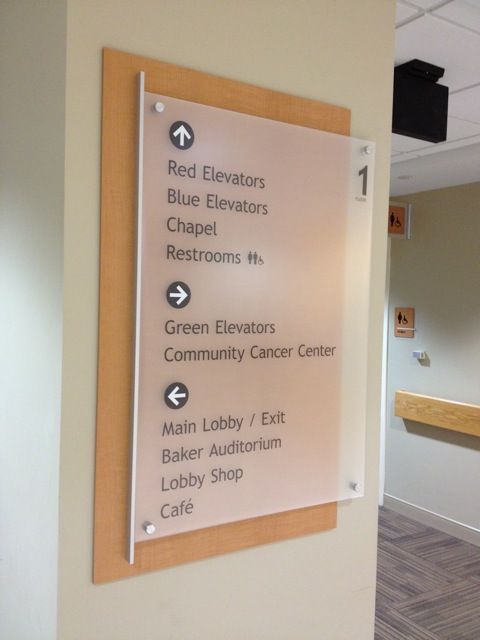 Red Elevators
Blue Elevators
Chapel
Restrooms
1
Green Elevators
Community Cancer Center
Main Lobby / Exit
Baker Auditorium
Lobby Shop
Café